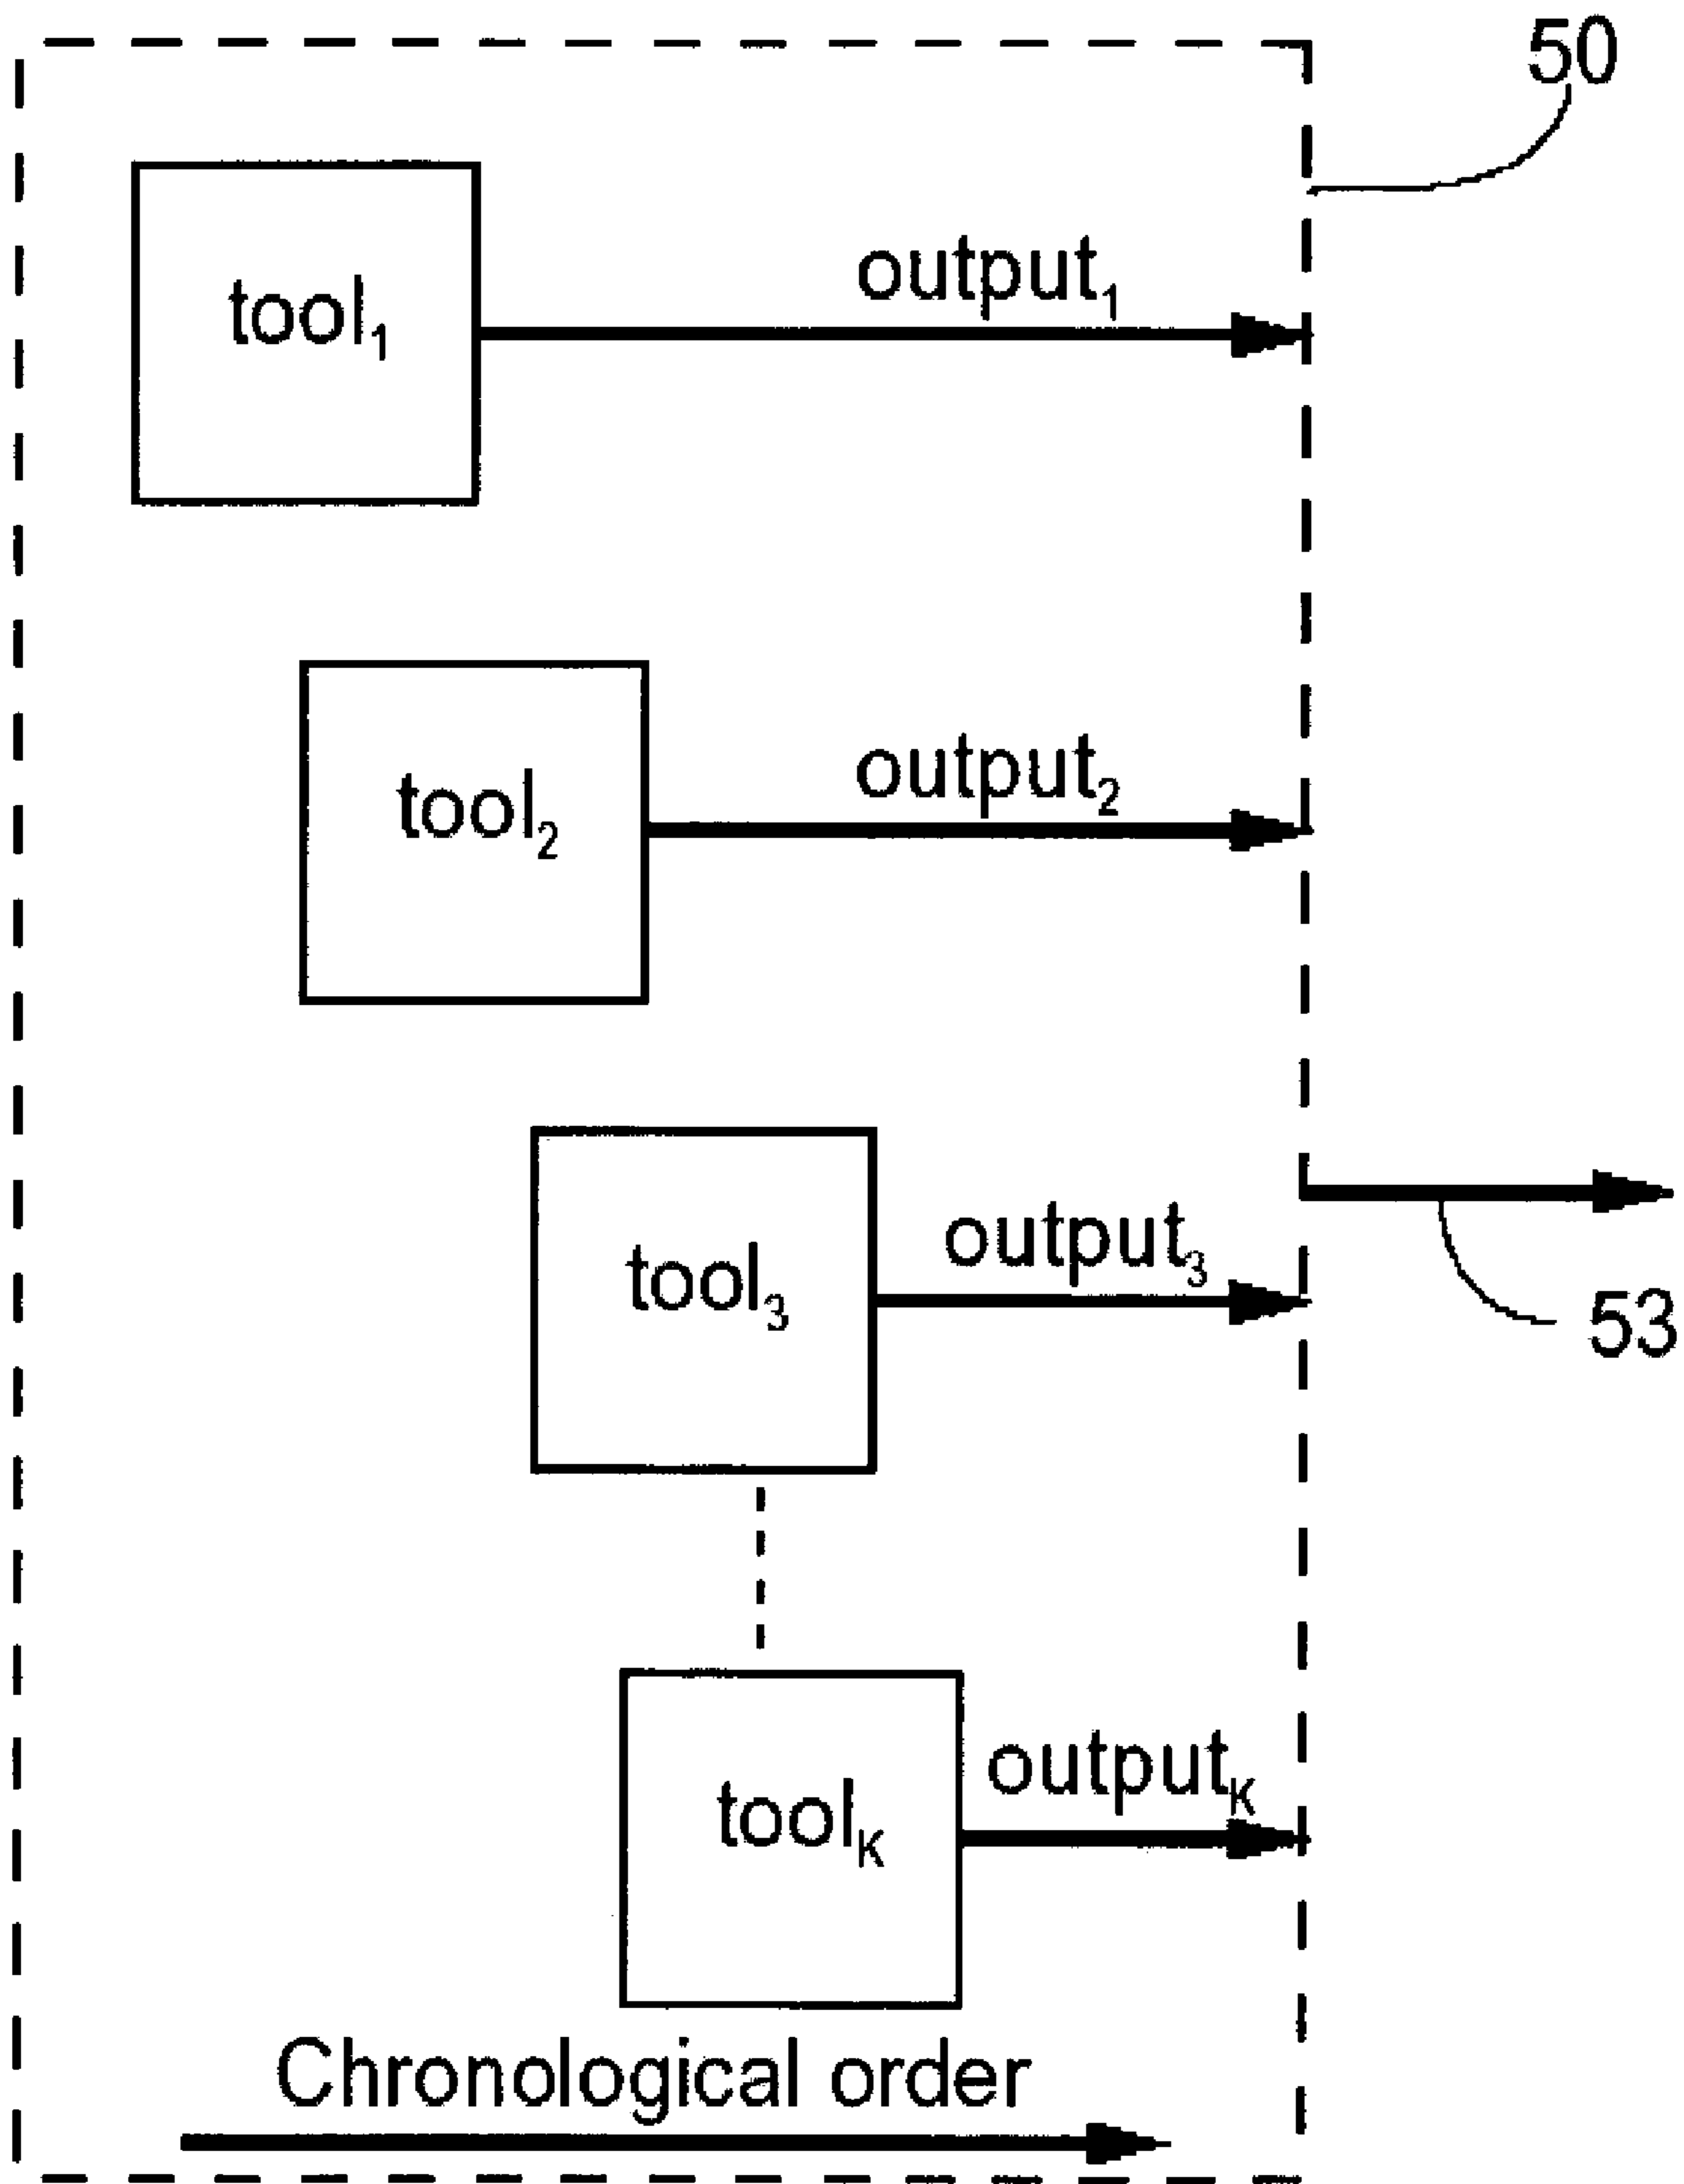 50
output₁
tool₁
output₂
tool₂
output₃
tool₃
53
outputₖ
toolₖ
Chronological order